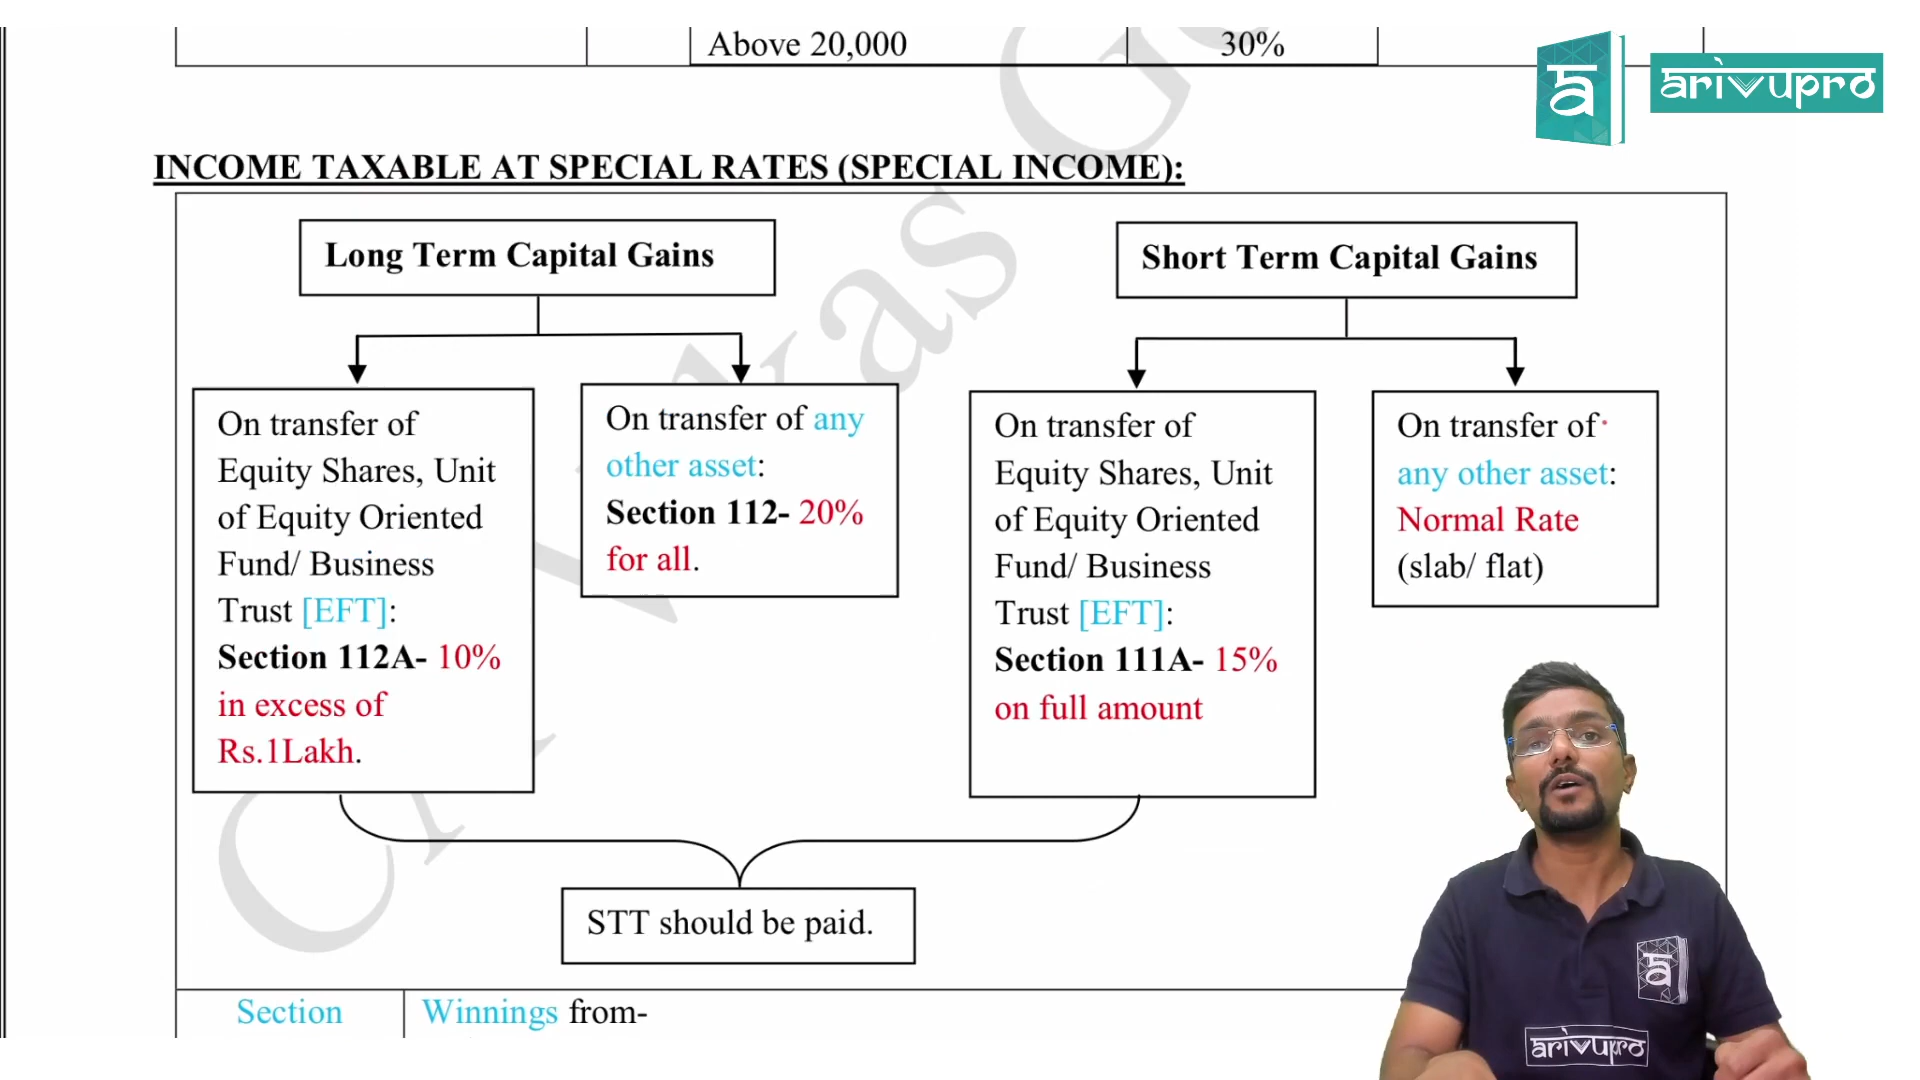 Above 20,000
30%
a
arivupro
INCOME TAXABLE AT SPECIAL RATES (SPECIAL INCOME):
Long Term Capital Gains
Short Term Capital Gains
On transfer of
Equity Shares, Unit
of Equity Oriented
Fund/ Business
Trust [EFT]:
Section 112A- 10%
in excess of
Rs.1Lakh.
On transfer of any
other asset:
Section 112- 20%
for all.
On transfer of
Equity Shares, Unit
of Equity Oriented
Fund/ Business
Trust [EFT]:
Section 111A- 15%
on full amount
On transfer of
any other asset:
Normal Rate
(slab/ flat)
STT should be paid.
Section
Winnings from-
a
arivupro